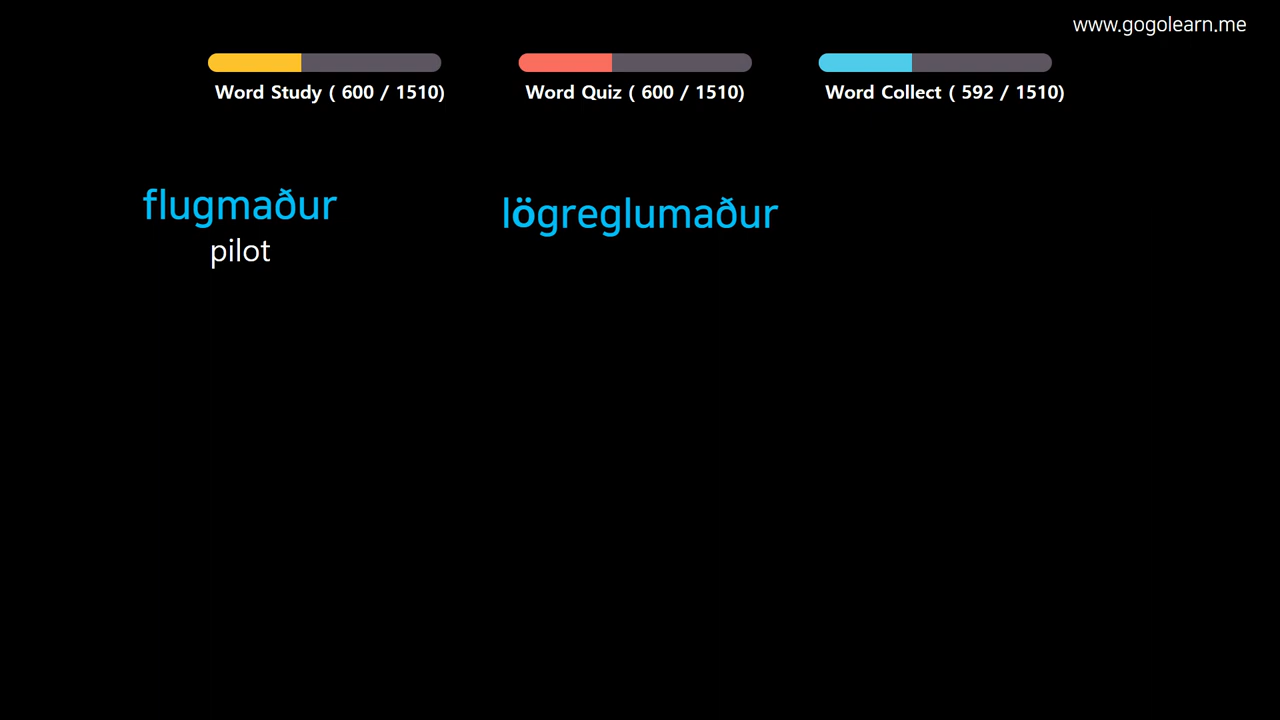 www.gogolearn.me
Word Study ( 600 / 1510)
Word Quiz ( 600 / 1510)
Word Collect ( 592 / 1510)
flugmaður
pilot
lögreglumaður